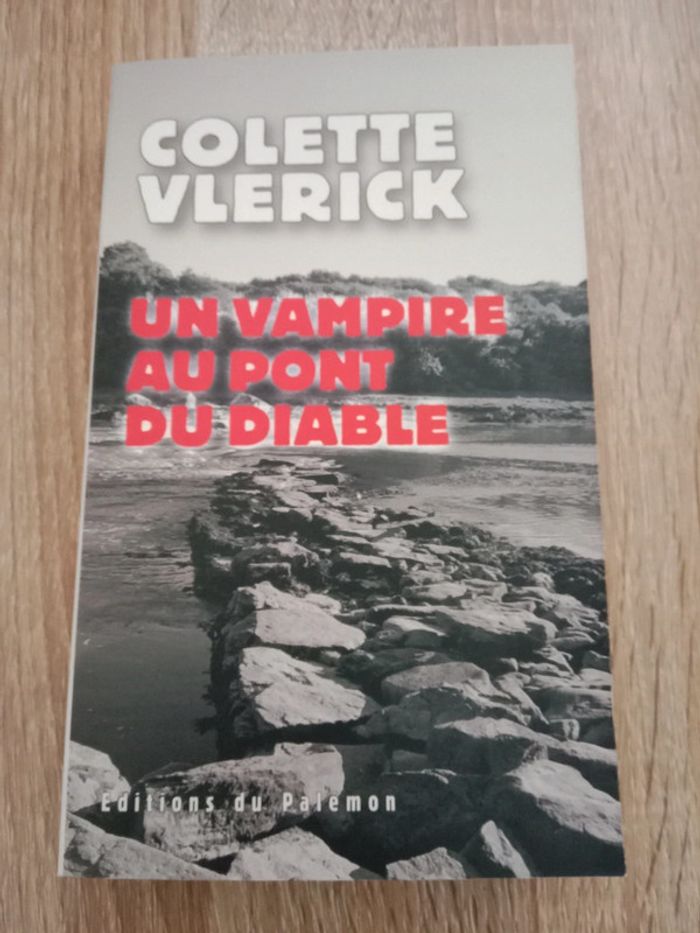 COLETTE
VLERICK
UN VAMPIRE
AU PONT
DU DIABLE
Editions du Palemon